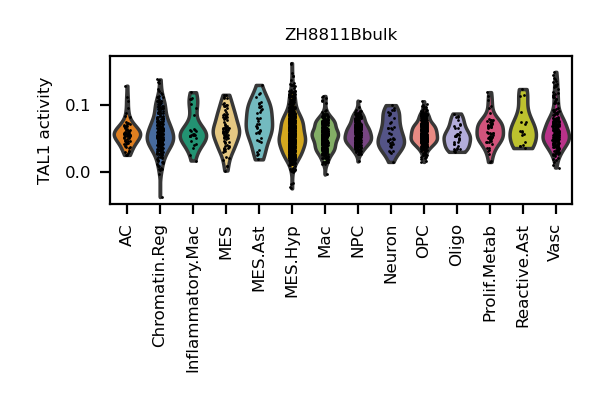 ZH8811Bbulk
TAL1 activity
0.1
0.0
AC
Chromatin.Reg
Inflammatory.Mac
MES
MES.Ast
MES.Hyp
Mac
NPC
Neuron
OPC
Oligo
Prolif.Metab
Reactive.Ast
Vasc